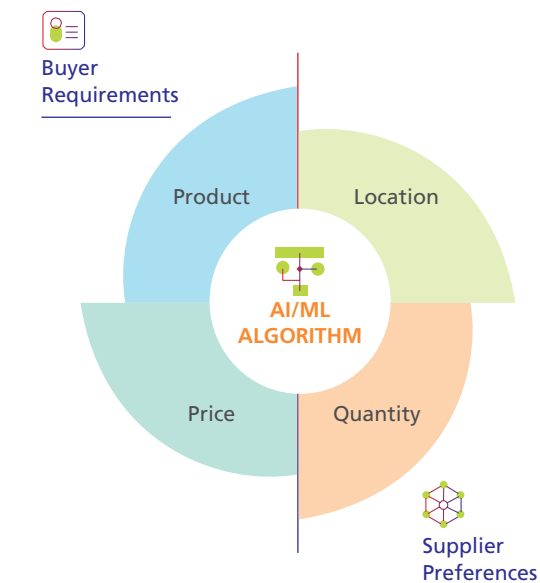 Buyer
Requirements
Product
Location
AI/ML
ALGORITHM
Price
Quantity
Supplier
Preferences